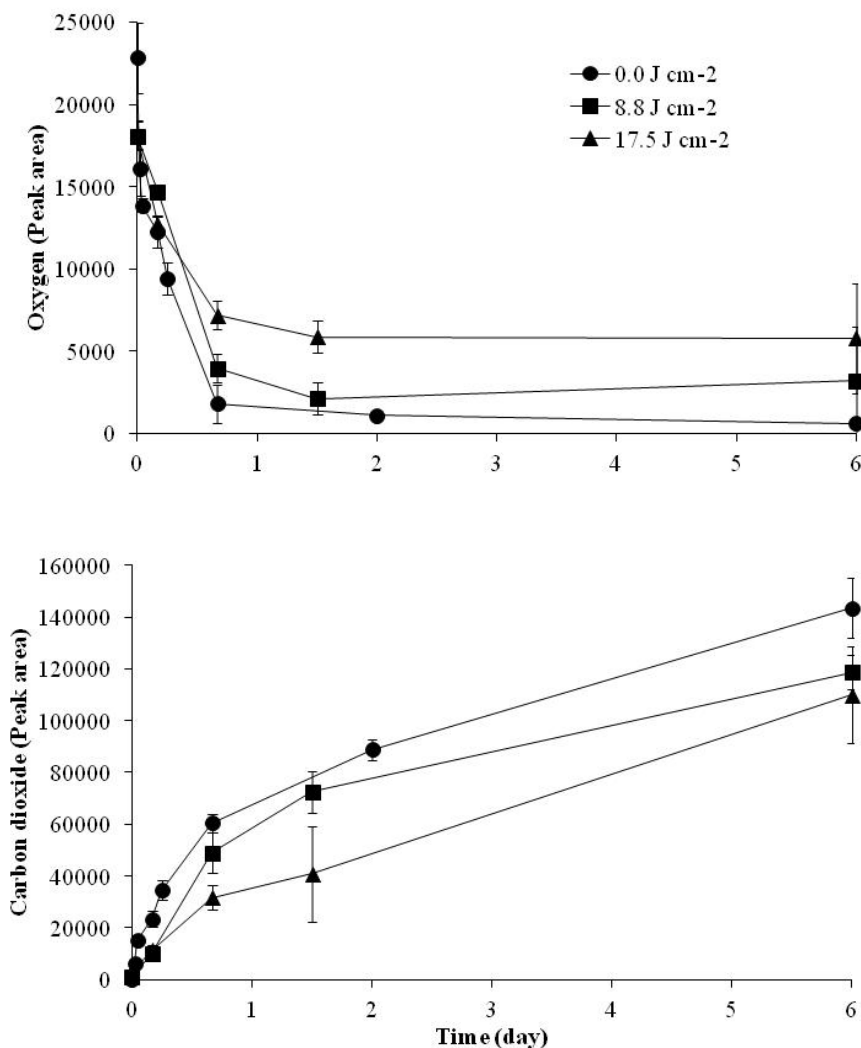 25000
20000
15000
10000
5000
0
Oxygen (Peak area)
0.0 J cm-2
8.8 J cm-2
17.5 J cm-2
0 1 2 3 4 5 6
160000
140000
120000
100000
80000
60000
40000
20000
0
Carbon dioxide (Peak area)
0 1 2 3 4 5 6
Time (day)